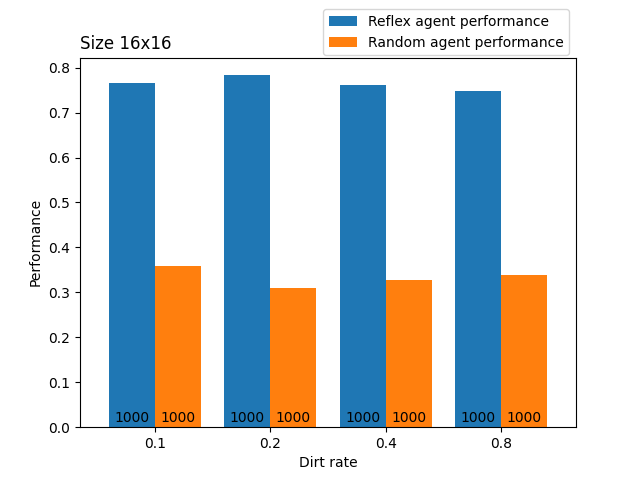 Reflex agent performance
Random agent performance
Size 16x16
0.8
0.7
0.6
0.5
0.4
0.3
0.2
0.1
0.0
Performance
1000 1000 1000 1000 1000 1000 1000 1000
0.1 0.2 0.4 0.8
Dirt rate